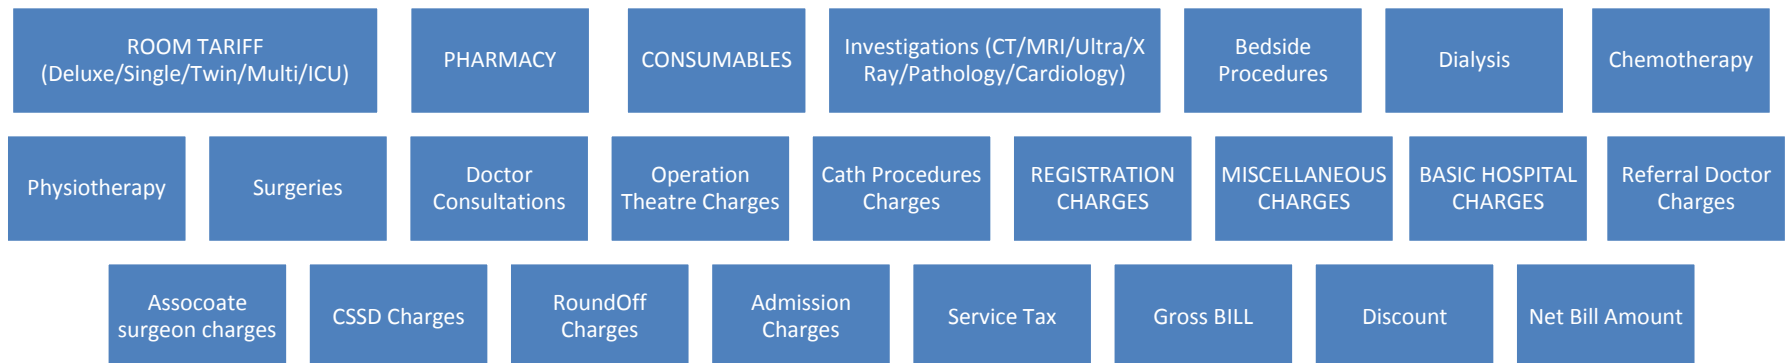 ROOM TARIFF
(Deluxe/Single/Twin/Multi/ICU)
PHARMACY
CONSUMABLES
Investigations (CT/MRI/Ultra/X
Ray/Pathology/Cardiology)
Bedside
Procedures
Dialysis
Chemotherapy
Physiotherapy
Surgeries
Doctor
Consultations
Operation
Theatre Charges
Cath Procedures
Charges
REGISTRATION
CHARGES
MISCELLANEOUS
CHARGES
BASIC HOSPITAL
CHARGES
Referral Doctor
Charges
Assocoate
surgeon charges
CSSD Charges
RoundOff
Charges
Admission
Charges
Service Tax
Gross BILL
Discount
Net Bill Amount